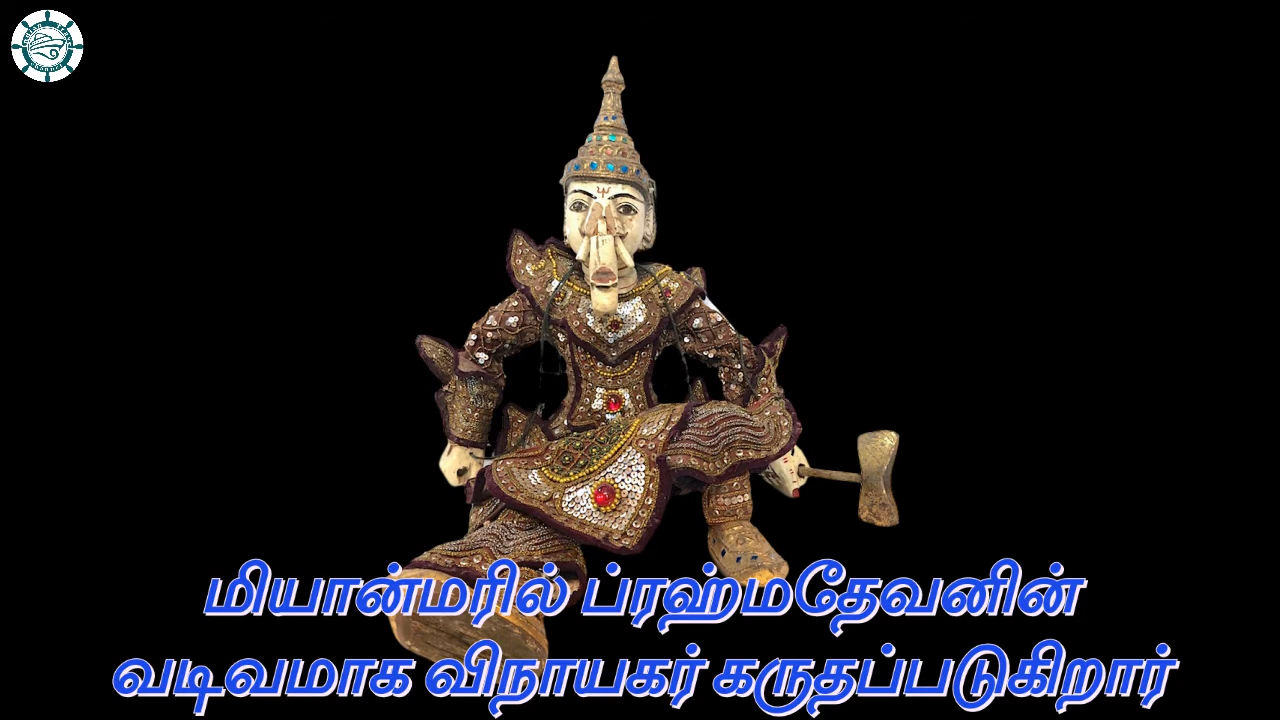 மியான்மரில் ப்ரஹ்மதேவனின்
வடிவமாக விநாயகர் கருதப்படுகிறார்